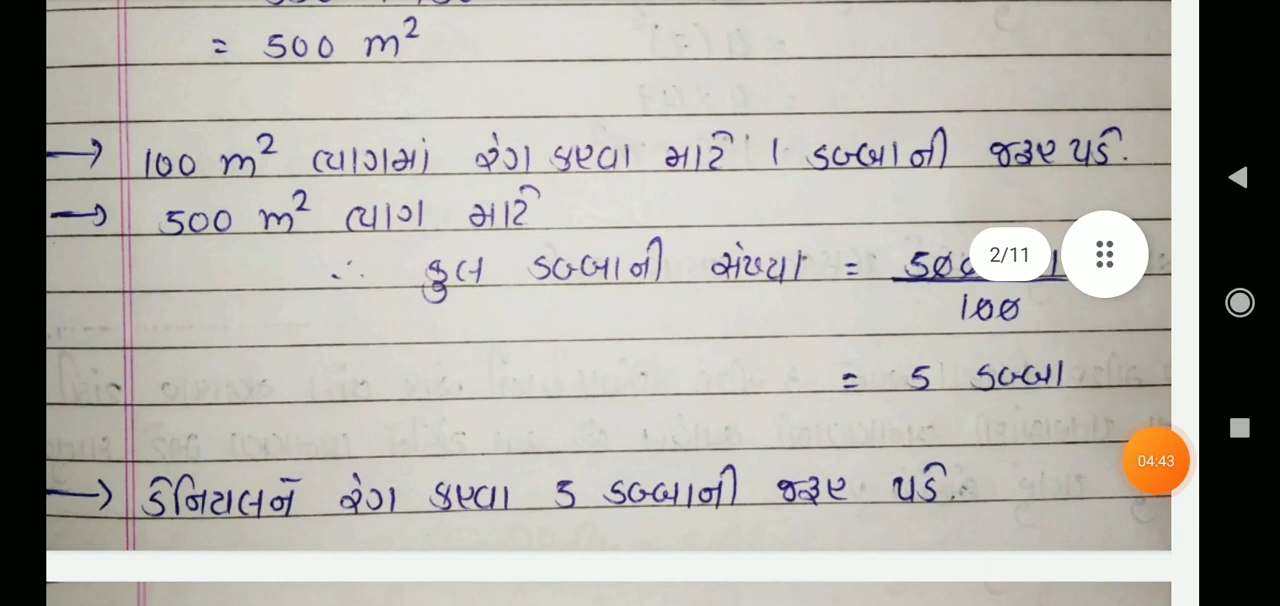 = 500 m²
→ 100 m² ભાગમાં રંગ કરવા માટે 1 ડબ્બાની જરૂર પડે.
→ 500 m² ભાગ માટે
∴ કુલ ડબ્બાની સંખ્યા = 500 1
100
2/11
= 5 ડબ્બા
04:43
→ ડેનિયલને રંગ કરવા 5 ડબ્બાની જરૂર પડે.